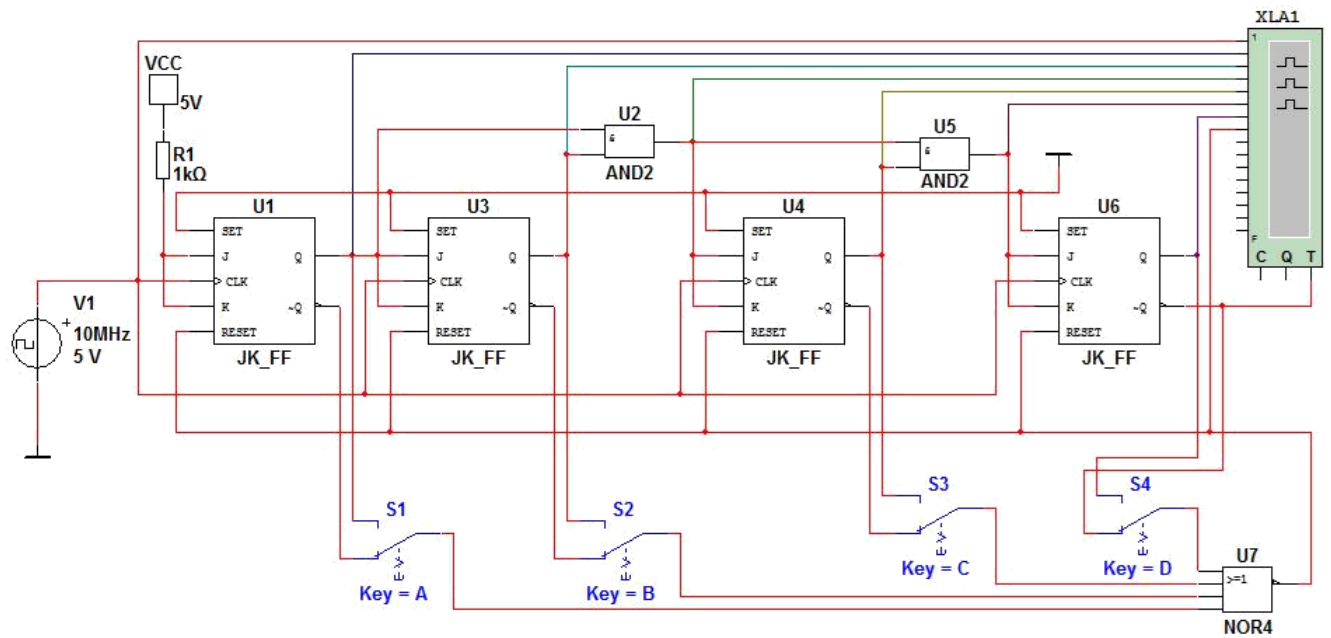 XLA1
1
F
C Q T
VCC
5V
R1
1kΩ
U2
&
AND2
U5
&
AND2
U1
SET
J Q
CLK
K ~Q
RESET
JK_FF
U3
SET
J Q
CLK
K ~Q
RESET
JK_FF
U4
SET
J Q
CLK
K ~Q
RESET
JK_FF
U6
SET
J Q
CLK
K ~Q
RESET
JK_FF
V1
+
10MHz
5 V
S1
Key = A
S2
Key = B
S3
Key = C
S4
Key = D
U7
>=1
NOR4